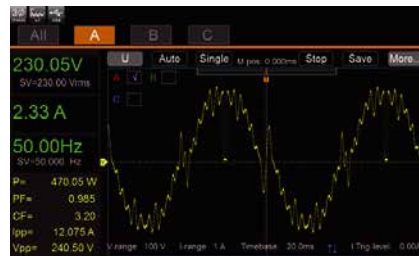 All A B C
230.05V
SV=230.00 Vrms
2.33 A
50.00Hz
SV=50.000 Hz
P= 470.05 W
PF= 0.985
CF= 3.20
Ipp= 12.075 A
Vpp= 240.50 V
U Auto Single M pos: 0.000ms Stop Save More..
A √ B
C
V.range 100 V I.range 1 A Timebase 20.0ms ↑↓ I.Trig level 0.00A